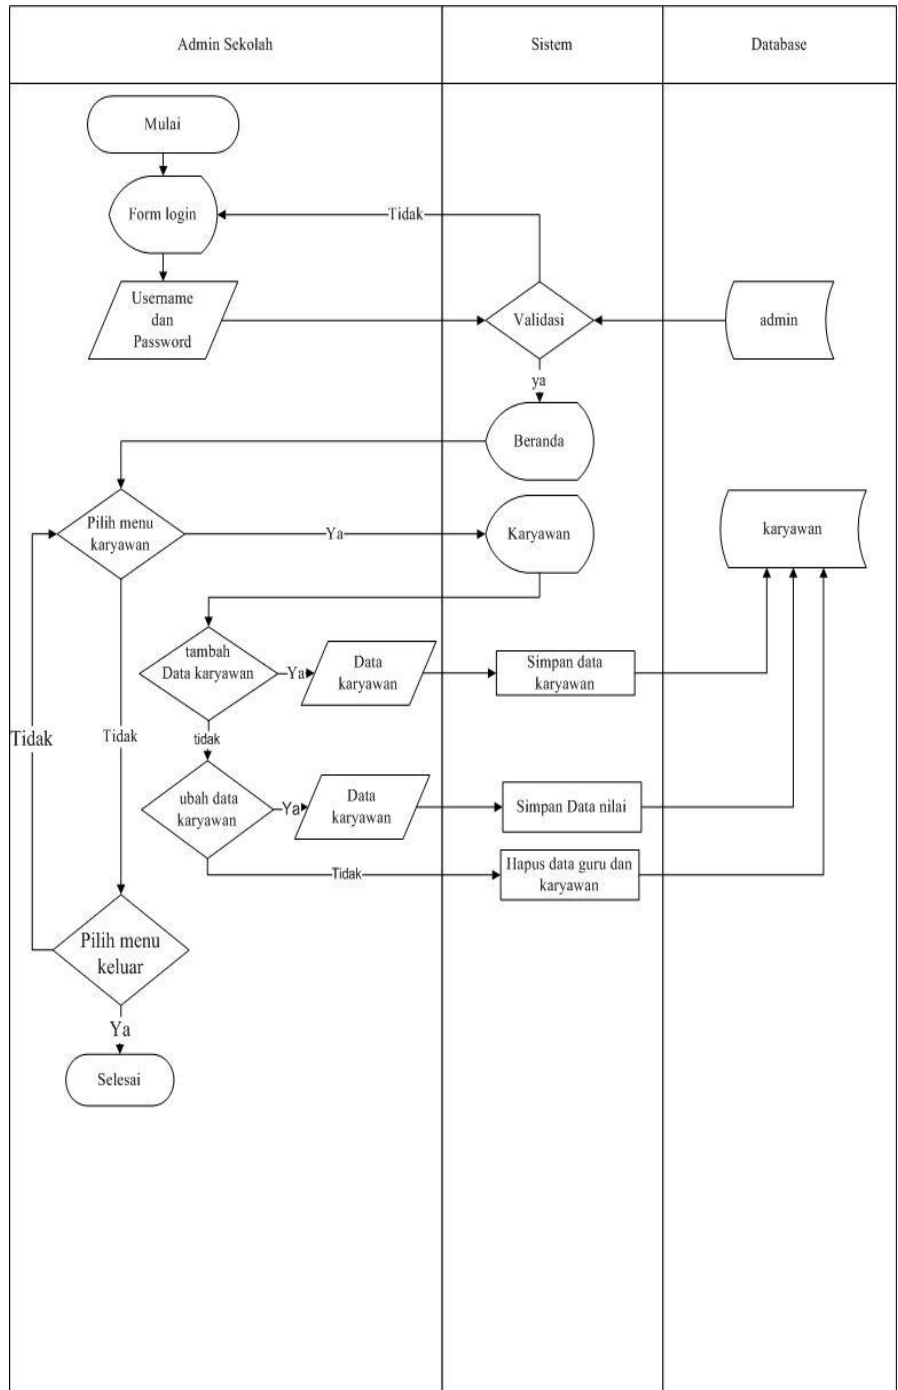 Admin Sekolah
Sistem
Database
Mulai
Form login
Tidak
Username
dan
Password
Validasi
admin
ya
Beranda
Pilih menu
karyawan
Ya
Karyawan
karyawan
tambah
Data karyawan
Ya
Data
karyawan
Simpan data
karyawan
Tidak
Tidak
tidak
ubah data
karyawan
Ya
Data
karyawan
Simpan Data nilai
Tidak
Hapus data guru dan
karyawan
Pilih menu
keluar
Ya
Selesai